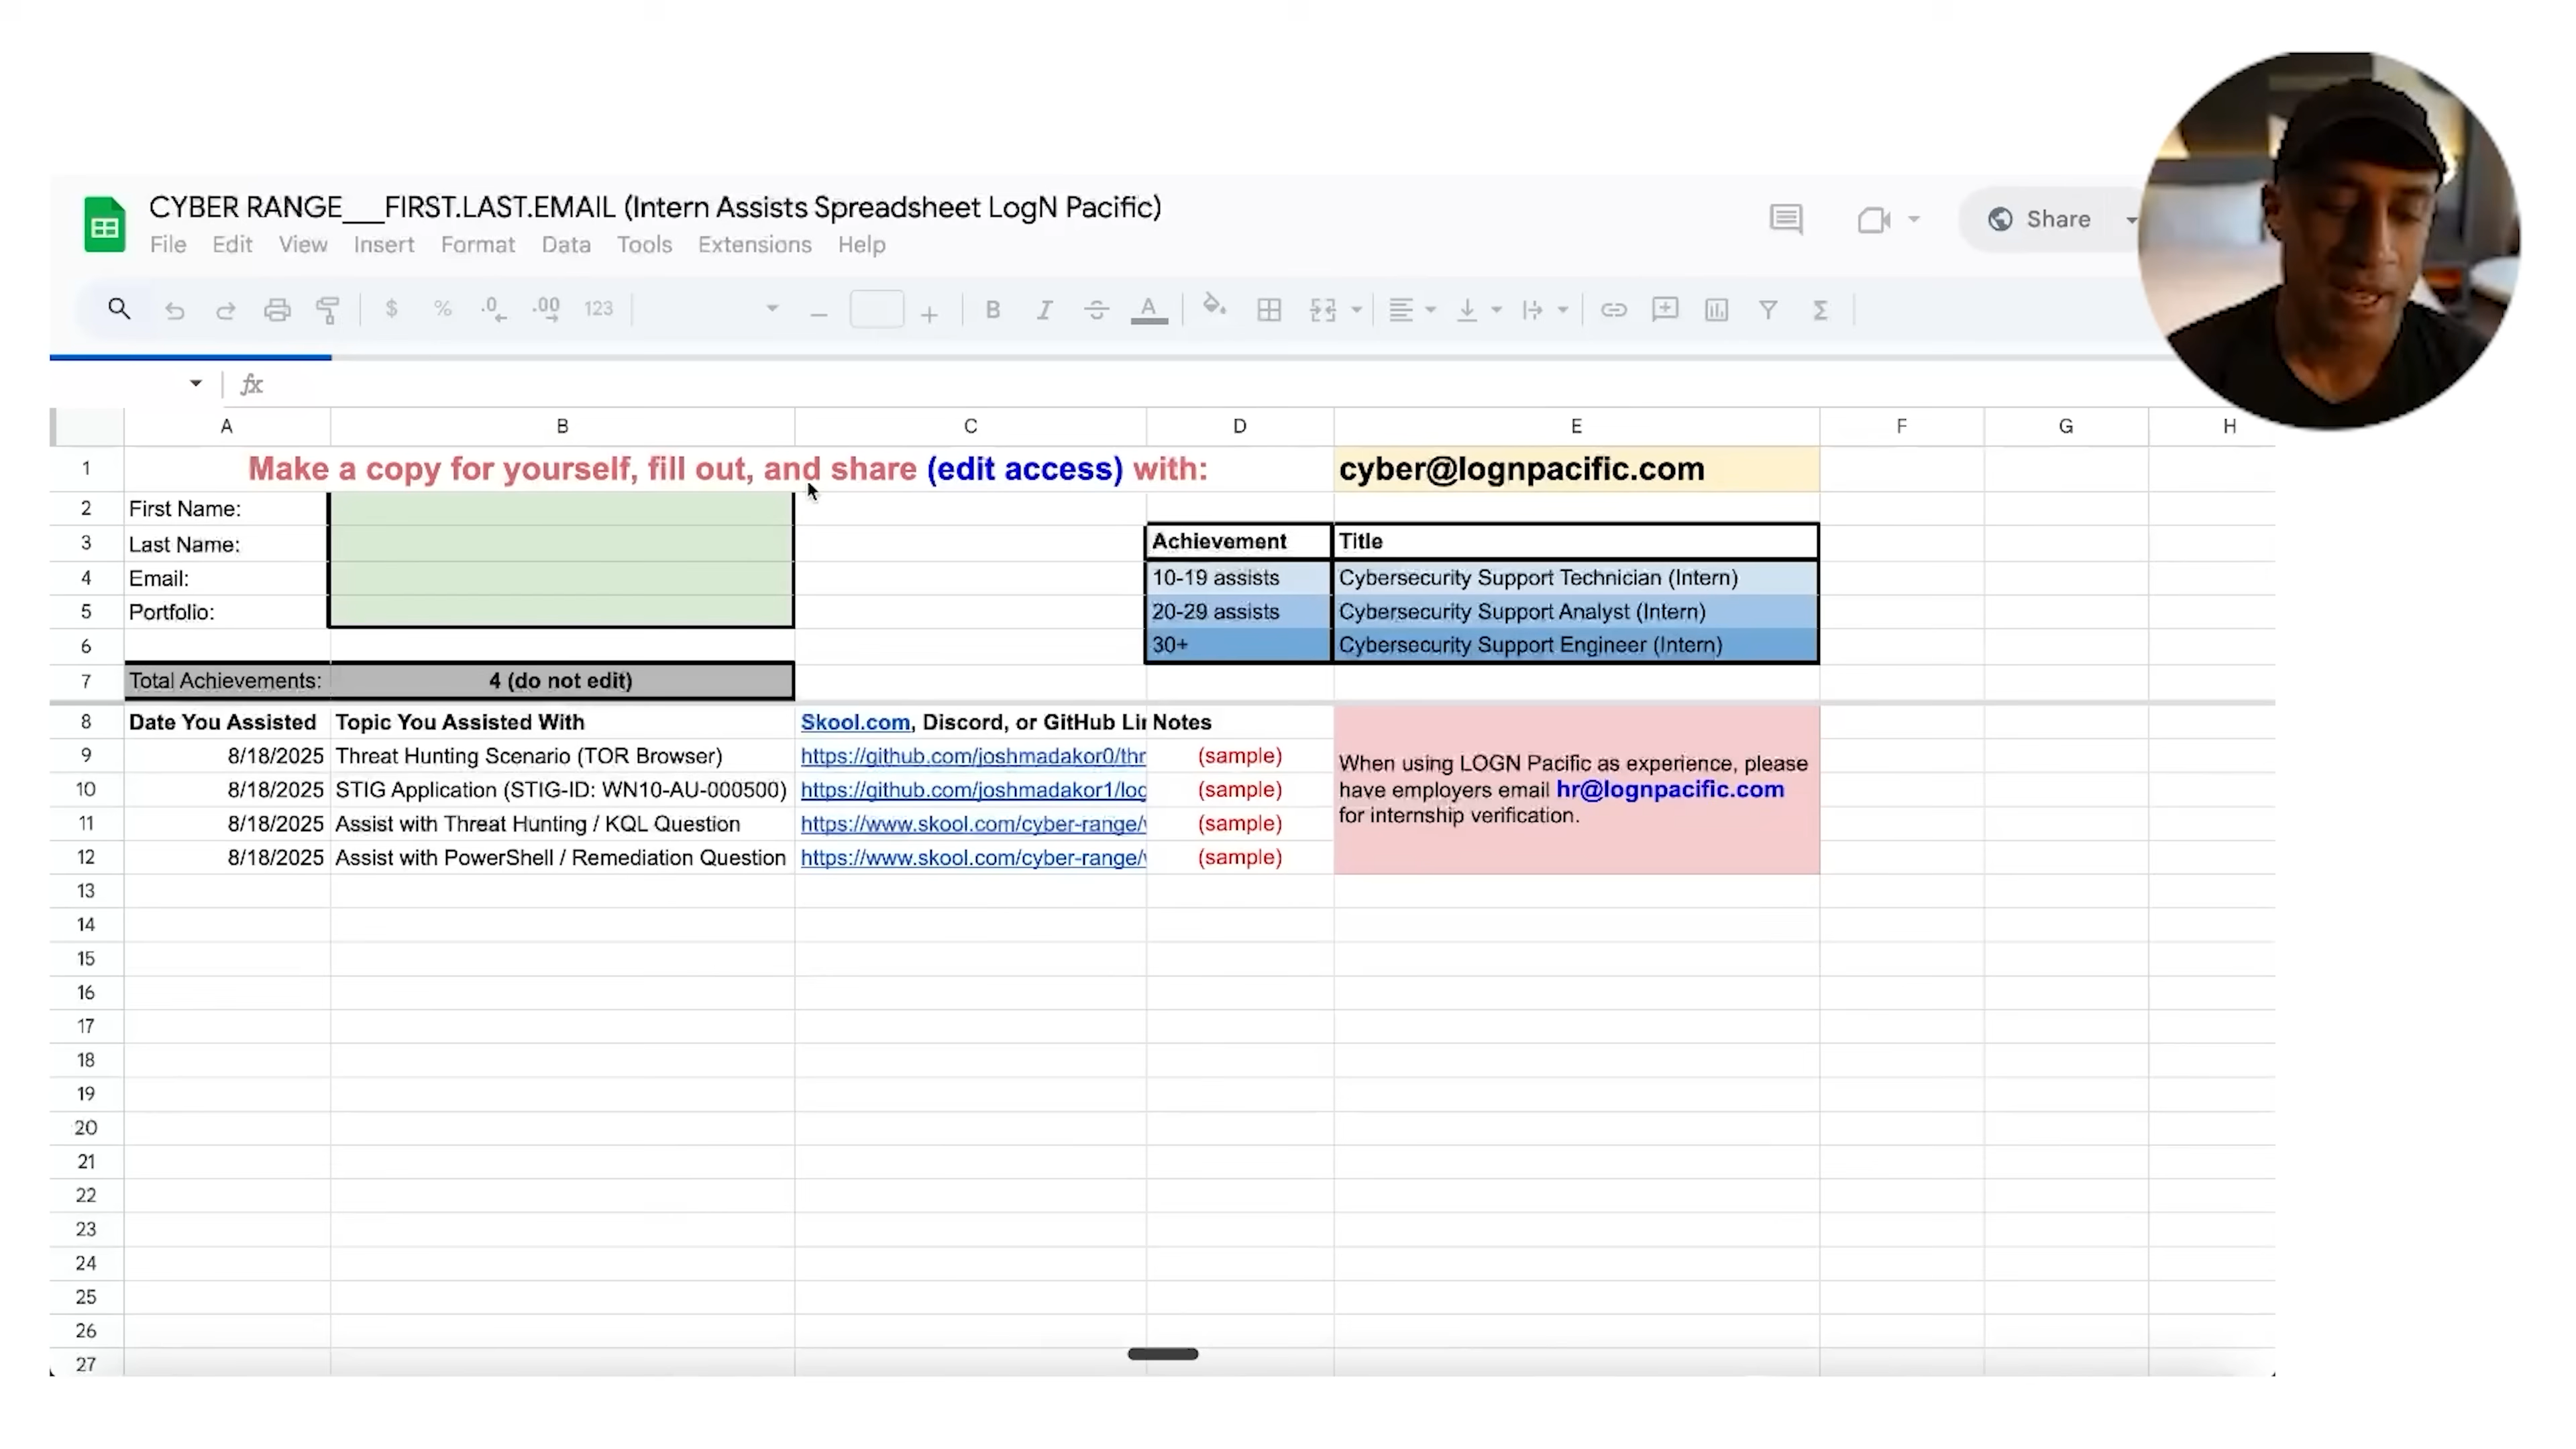 CYBER RANGE___FIRST.LAST.EMAIL (Intern Assists Spreadsheet LogN Pacific)
File Edit View Insert Format Data Tools Extensions Help
Share
$ % .0 .00 123 B I S A Σ
fx
A B C D E F G H
1 Make a copy for yourself, fill out, and share (edit access) with: cyber@lognpacific.com
2 First Name:
3 Last Name: Achievement Title
4 Email: 10-19 assists Cybersecurity Support Technician (Intern)
5 Portfolio: 20-29 assists Cybersecurity Support Analyst (Intern)
6 30+ Cybersecurity Support Engineer (Intern)
7 Total Achievements: 4 (do not edit)
8 Date You Assisted Topic You Assisted With Skool.com, Discord, or GitHub Lin Notes
9 8/18/2025 Threat Hunting Scenario (TOR Browser) https://github.com/joshmadakor0/thr (sample)
10 8/18/2025 STIG Application (STIG-ID: WN10-AU-000500) https://github.com/joshmadakor1/log (sample)
11 8/18/2025 Assist with Threat Hunting / KQL Question https://www.skool.com/cyber-range/ (sample)
12 8/18/2025 Assist with PowerShell / Remediation Question https://www.skool.com/cyber-range/ (sample)
When using LOGN Pacific as experience, please
have employers email hr@lognpacific.com
for internship verification.
13
14
15
16
17
18
19
20
21
22
23
24
25
26
27